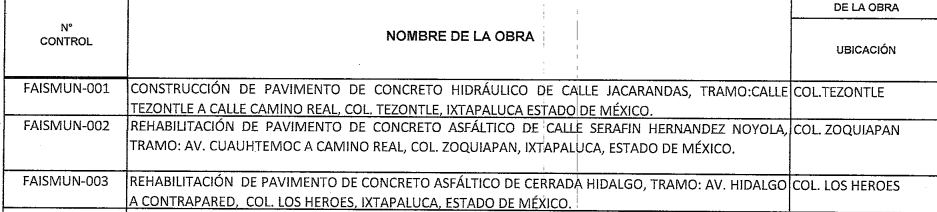 DE LA OBRA
N°
CONTROL
NOMBRE DE LA OBRA
UBICACIÓN
FAISMUN-001 CONSTRUCCIÓN DE PAVIMENTO DE CONCRETO HIDRÁULICO DE CALLE JACARANDAS, TRAMO:CALLE COL.TEZONTLE
TEZONTLE A CALLE CAMINO REAL, COL. TEZONTLE, IXTAPALUCA ESTADO DE MÉXICO.
FAISMUN-002 REHABILITACIÓN DE PAVIMENTO DE CONCRETO ASFÁLTICO DE CALLE SERAFIN HERNANDEZ NOYOLA, COL. ZOQUIAPAN
TRAMO: AV. CUAUHTEMOC A CAMINO REAL, COL. ZOQUIAPAN, IXTAPALUCA, ESTADO DE MÉXICO.
FAISMUN-003 REHABILITACIÓN DE PAVIMENTO DE CONCRETO ASFÁLTICO DE CERRADA HIDALGO, TRAMO: AV. HIDALGO COL. LOS HEROES
A CONTRAPARED, COL. LOS HEROES, IXTAPALUCA, ESTADO DE MÉXICO.